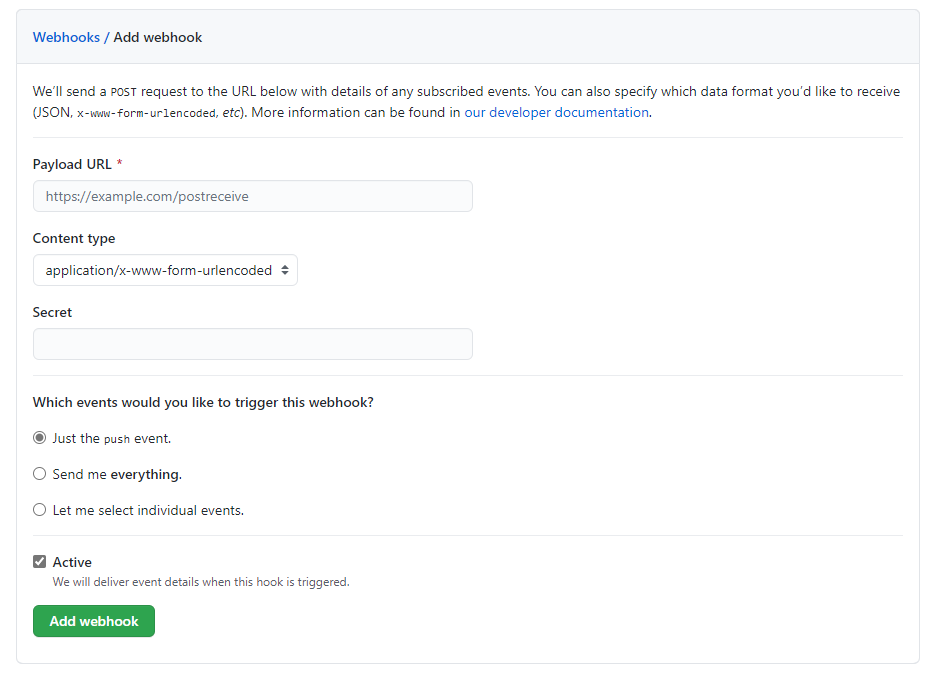 Webhooks / Add webhook
We'll send a POST request to the URL below with details of any subscribed events. You can also specify which data format you'd like to receive
(JSON, x-www-form-urlencoded, etc). More information can be found in our developer documentation.
Payload URL *
https://example.com/postreceive
Content type
application/x-www-form-urlencoded
Secret
Which events would you like to trigger this webhook?
Just the push event.
Send me everything.
Let me select individual events.
Active
We will deliver event details when this hook is triggered.
Add webhook